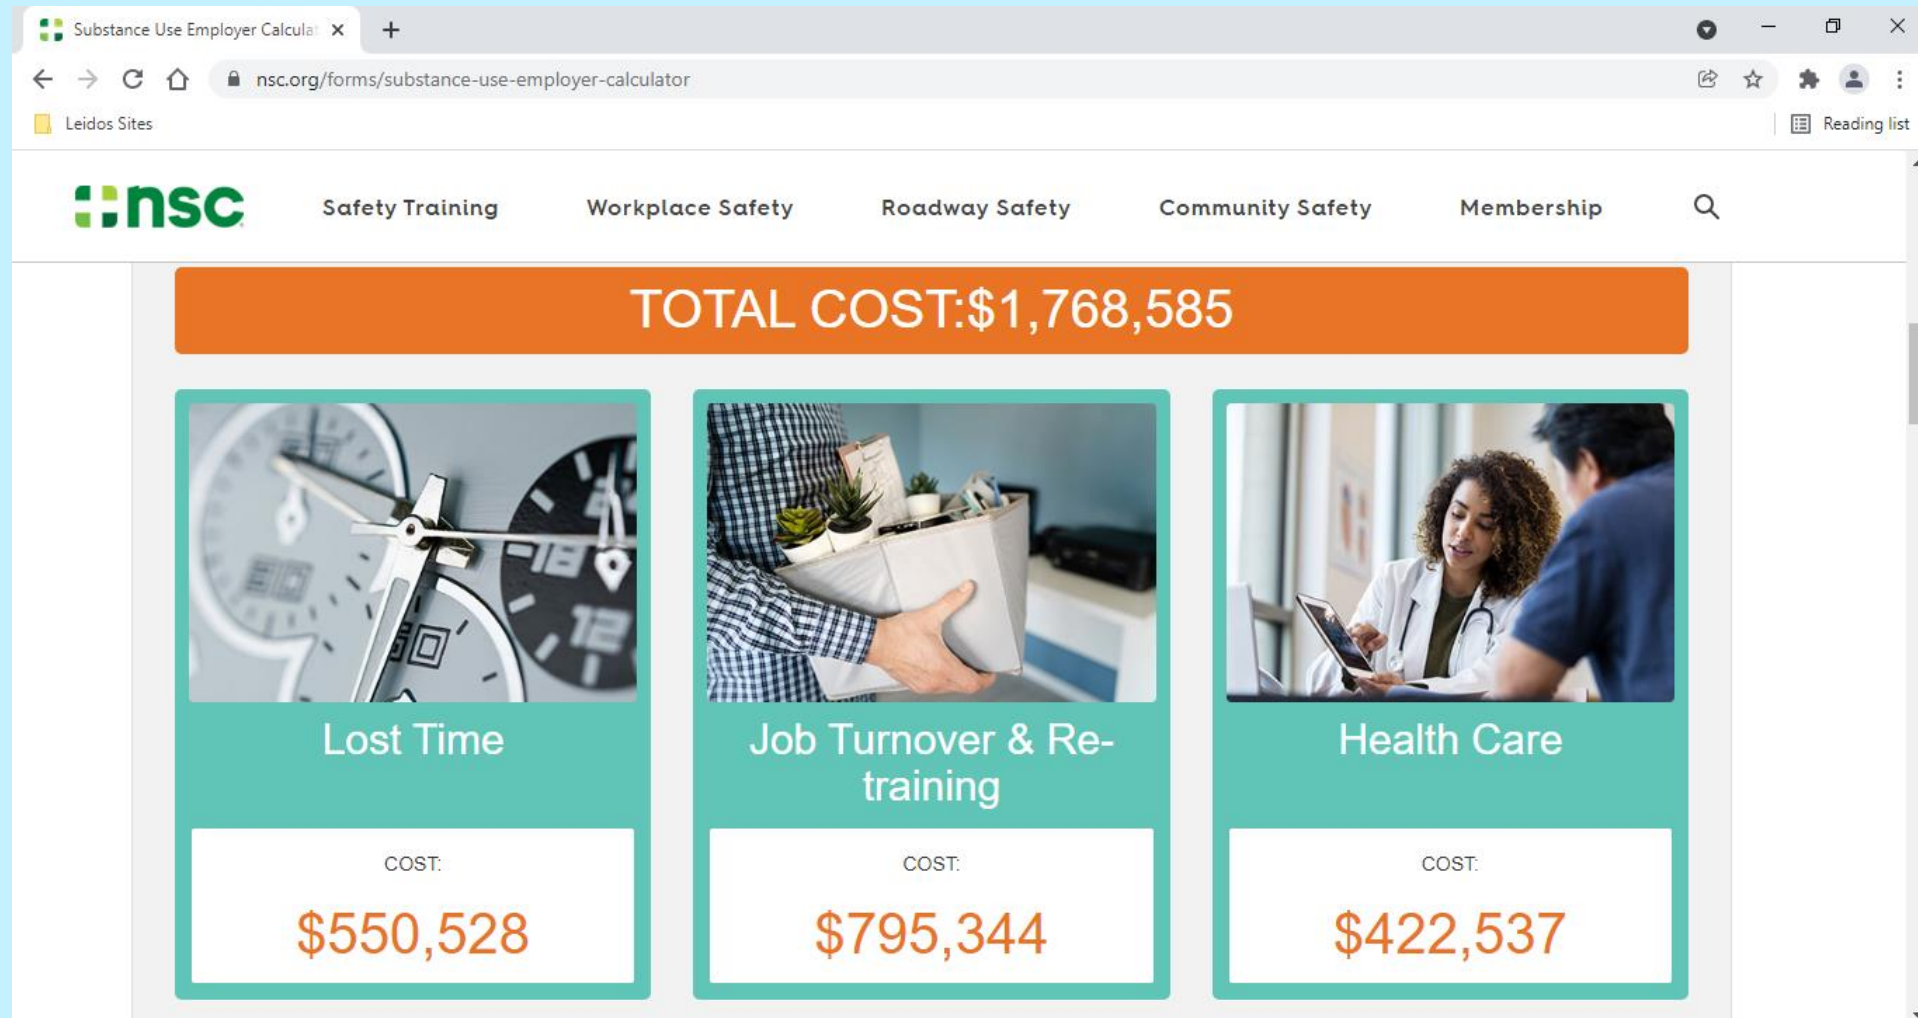 Substance Use Employer Calculat
nsc.org/forms/substance-use-employer-calculator
Leidos Sites
Reading list
nsc
Safety Training
Workplace Safety
Roadway Safety
Community Safety
Membership
TOTAL COST:$1,768,585
Lost Time
Job Turnover & Re-
training
Health Care
COST:
$550,528
COST:
$795,344
COST:
$422,537